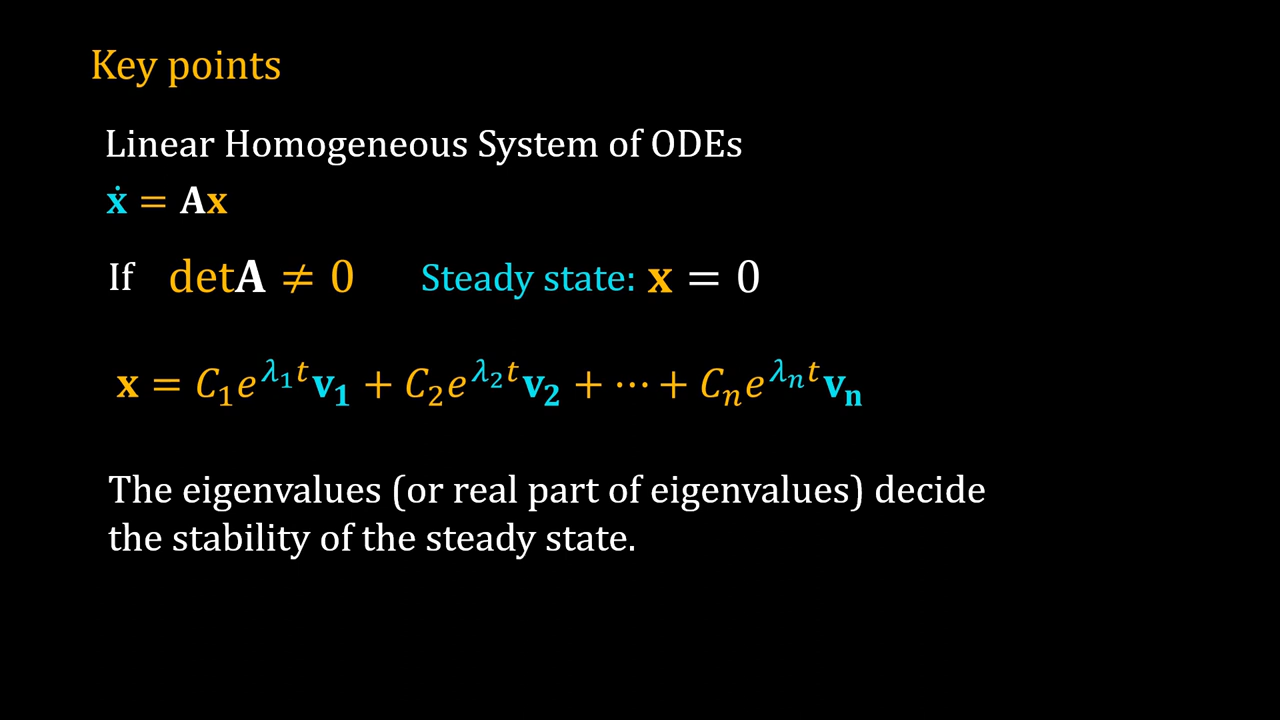 Key points
Linear Homogeneous System of ODEs
ẋ = Ax
If detA ≠ 0 Steady state: x = 0
x = C₁e^{λ₁t}v₁ + C₂e^{λ₂t}v₂ + ⋯ + Cₙe^{λₙt}vₙ
The eigenvalues (or real part of eigenvalues) decide
the stability of the steady state.